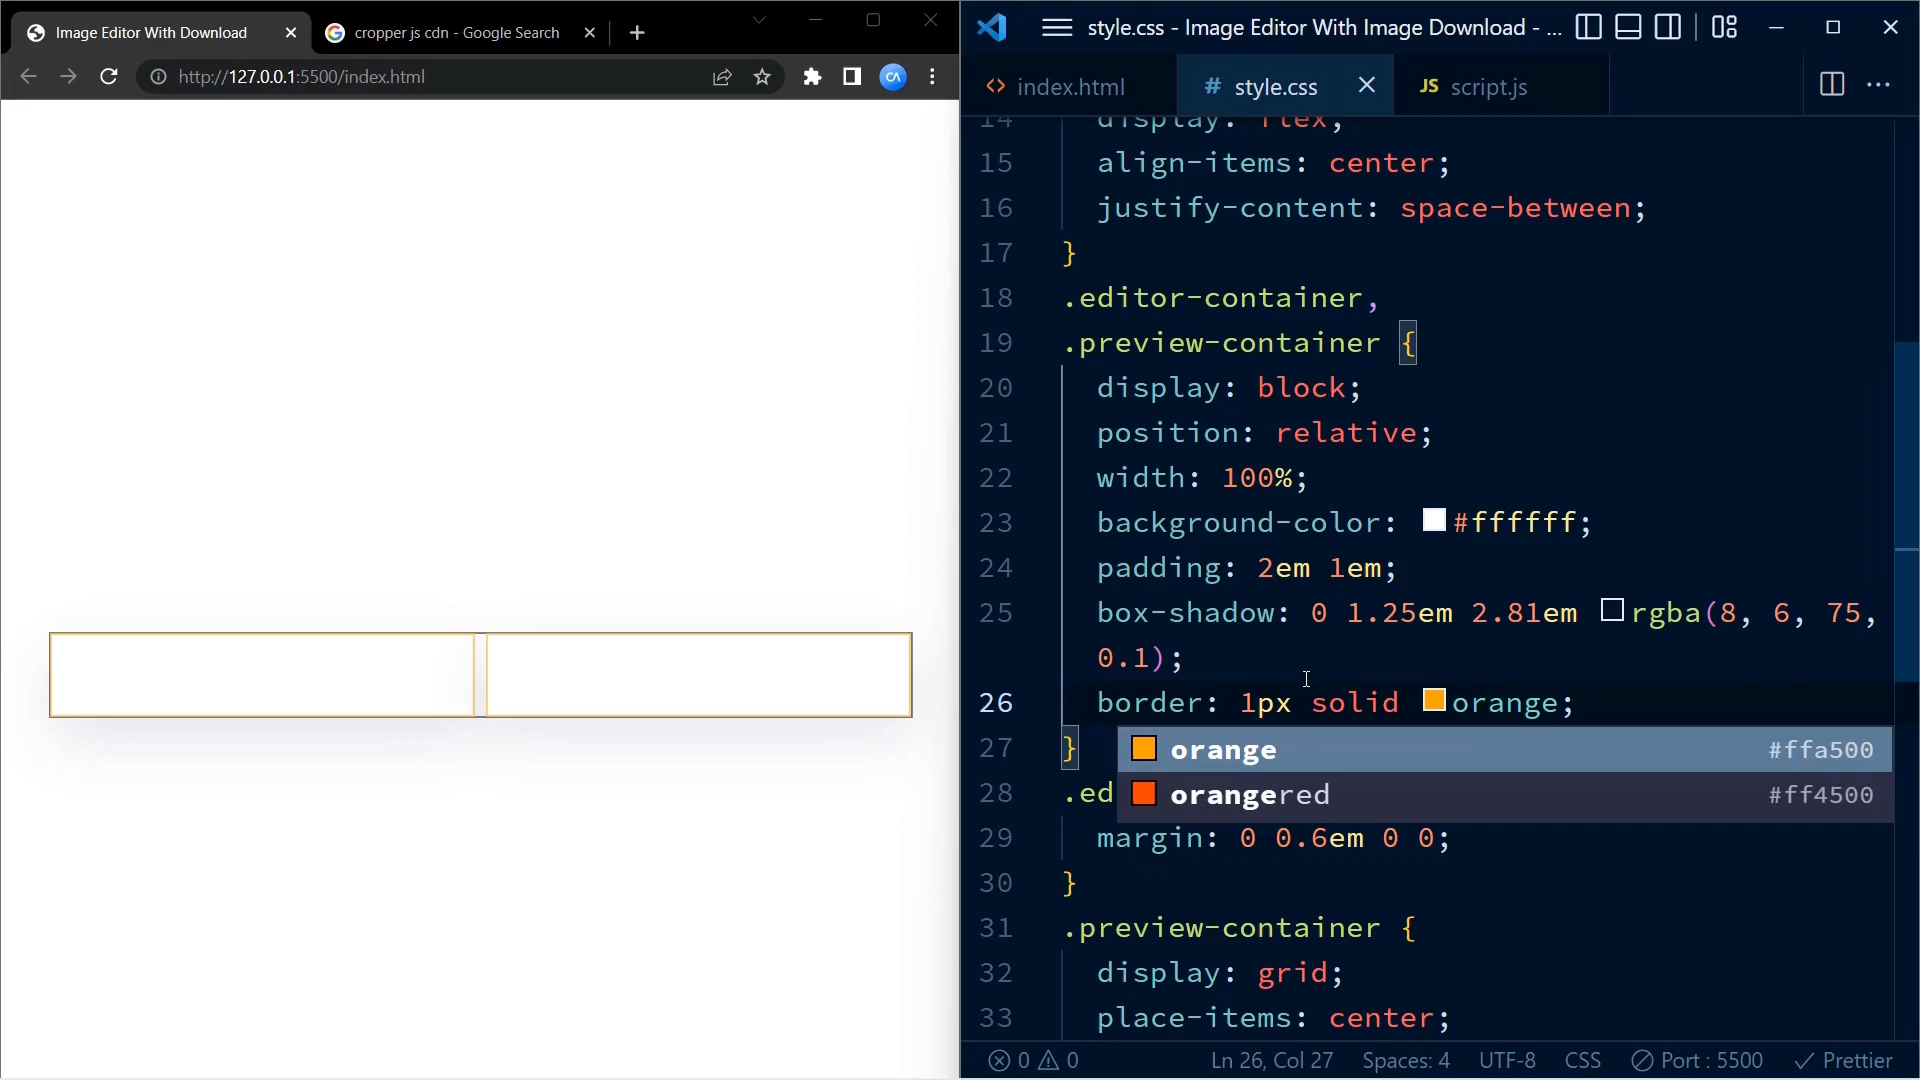 Image Editor With Download
cropper js cdn - Google Search
http://127.0.0.1:5500/index.html
CA
style.css - Image Editor With Image Download - ...
<> index.html
# style.css
JS script.js
14 display: flex;
15 align-items: center;
16 justify-content: space-between;
17 }
18 .editor-container,
19 .preview-container {
20 display: block;
21 position: relative;
22 width: 100%;
23 background-color: #ffffff;
24 padding: 2em 1em;
25 box-shadow: 0 1.25em 2.81em rgba(8, 6, 75,
0.1);
26 border: 1px solid orange;
27 }
orange #ffa500
28 .ed
orangered #ff4500
29 margin: 0 0.6em 0 0;
30 }
31 .preview-container {
32 display: grid;
33 place-items: center;
0 0 Ln 26, Col 27 Spaces: 4 UTF-8 CSS Port : 5500 Prettier